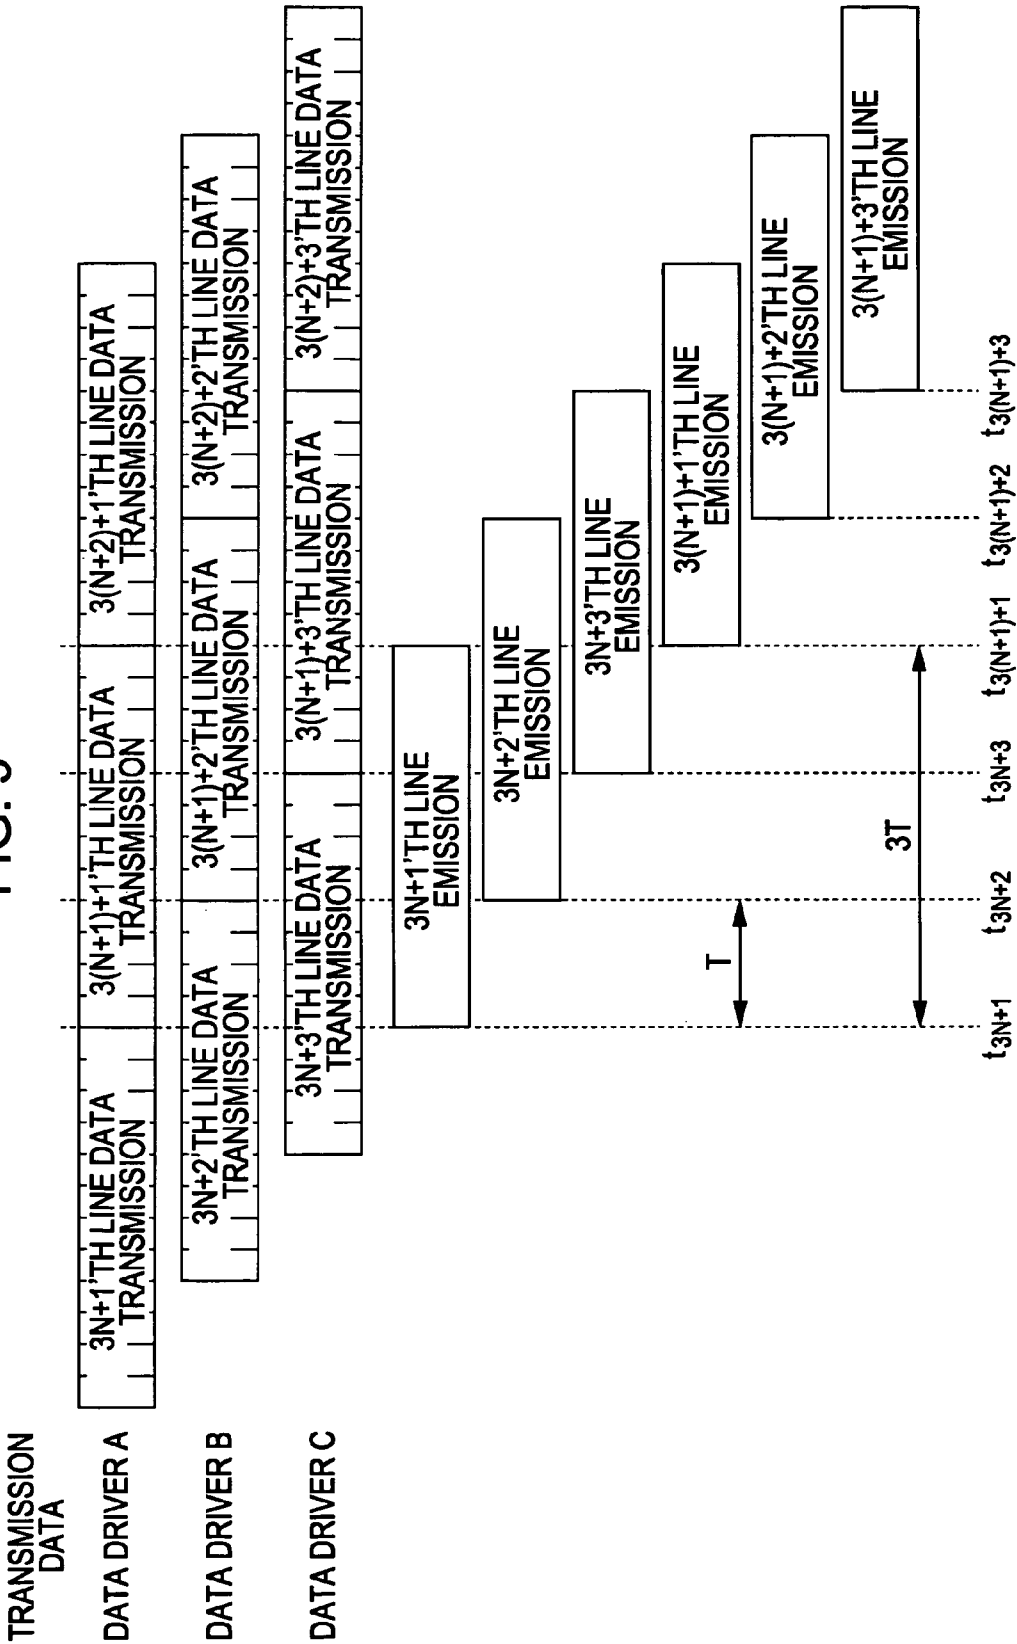 FIG.
TRANSMISSION
DATA
DATA DRIVER A
3N+1'TH LINE DATA
TRANSMISSION
3(N+1)+1'TH LINE DATA
TRANSMISSION
3(N+2)+1'TH LINE DATA
TRANSMISSION
DATA DRIVER B
3N+2'TH LINE DATA
TRANSMISSION
3(N+1)+2'TH LINE DATA
TRANSMISSION
3(N+2)+2'TH LINE DATA
TRANSMISSION
DATA DRIVER C
3N+3'TH LINE DATA
TRANSMISSION
3(N+1)+3'TH LINE DATA
TRANSMISSION
3(N+2)+3'TH LINE DATA
TRANSMISSION
3N+1'TH LINE
EMISSION
3N+2'TH LINE
EMISSION
3N+3'TH LINE
EMISSION
3(N+1)+1'TH LINE
EMISSION
T
3(N+1)+2'TH LINE
EMISSION
3(N+1)+3'TH LINE
EMISSION
3T
t3N+1
t3N+2
t3N+3
t3(N+1)+1
t3(N+1)+2
t3(N+1)+3